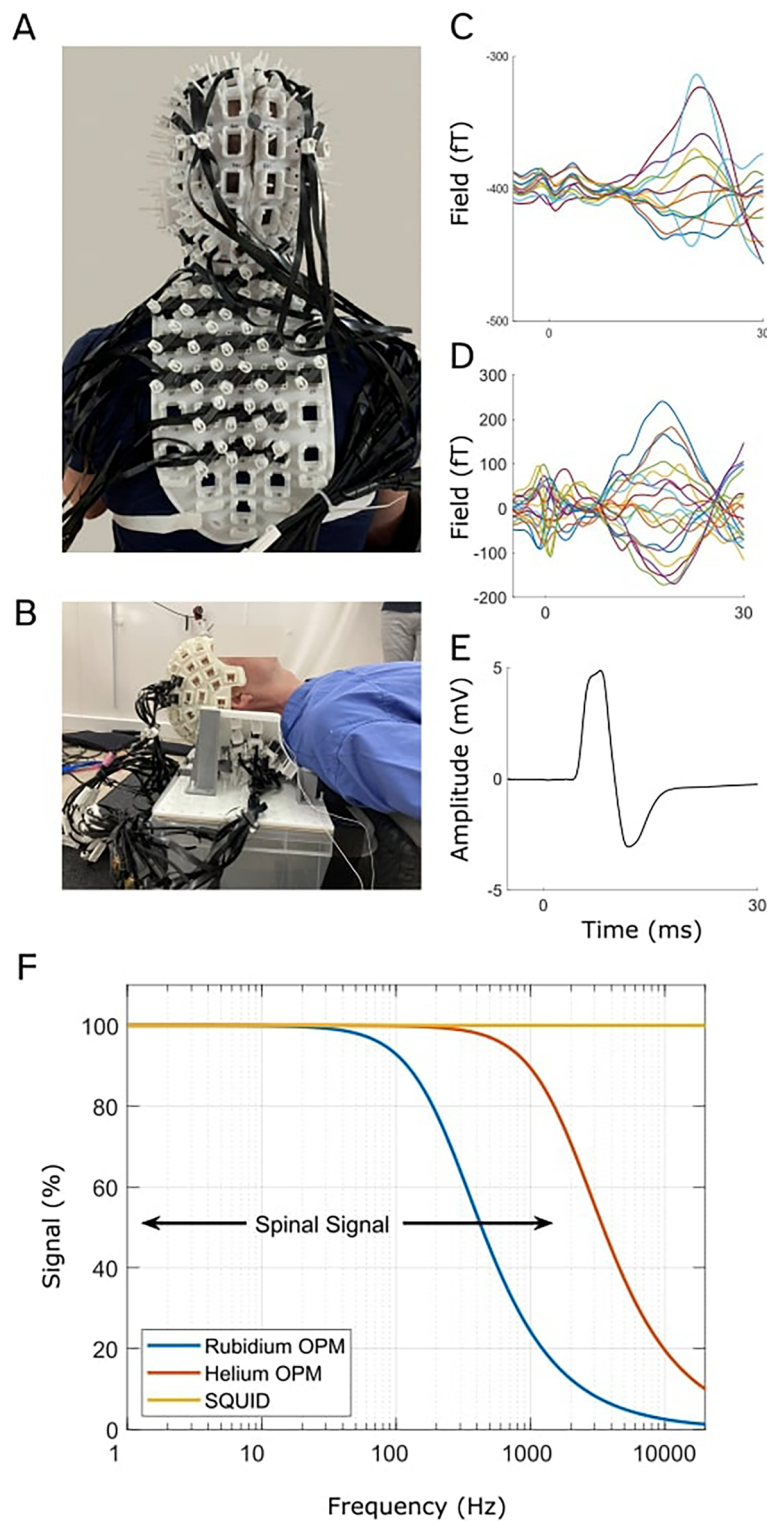 A
B
C
-300
-400
-500
Field (fT)
0
30
D
300
200
100
0
-100
-200
Field (fT)
0
30
E
5
0
-5
Amplitude (mV)
0
30
Time (ms)
F
100
80
60
40
20
0
Signal (%)
Spinal Signal
Rubidium OPM
Helium OPM
SQUID
1
10
100
1000
10000
Frequency (Hz)